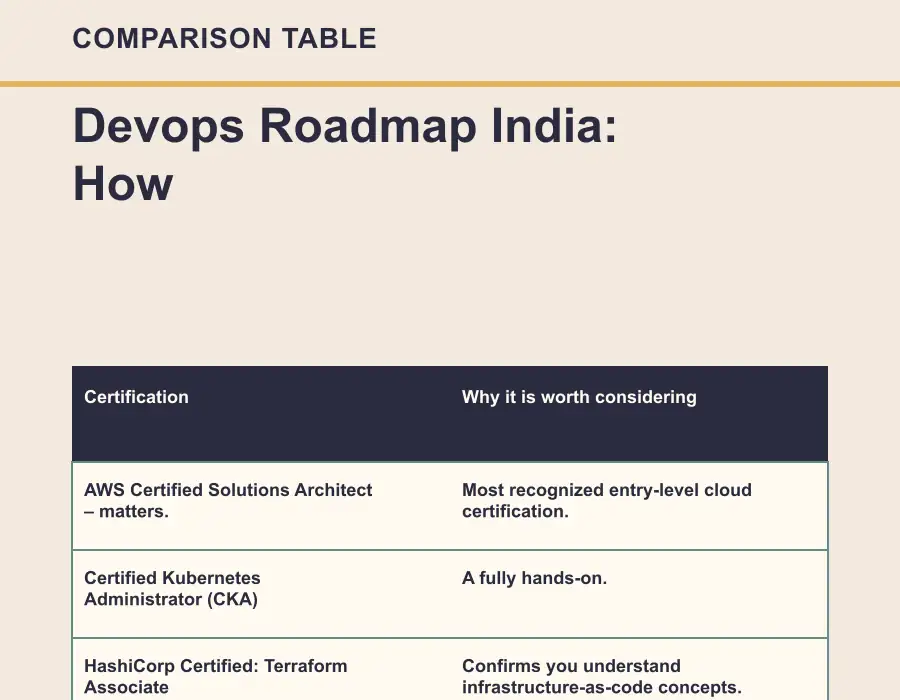 COMPARISON TABLE
Devops Roadmap India:
How
Certification
Why it is worth considering
AWS Certified Solutions Architect
– matters.
Most recognized entry-level cloud
certification.
Certified Kubernetes
Administrator (CKA)
A fully hands-on.
HashiCorp Certified: Terraform
Associate
Confirms you understand
infrastructure-as-code concepts.